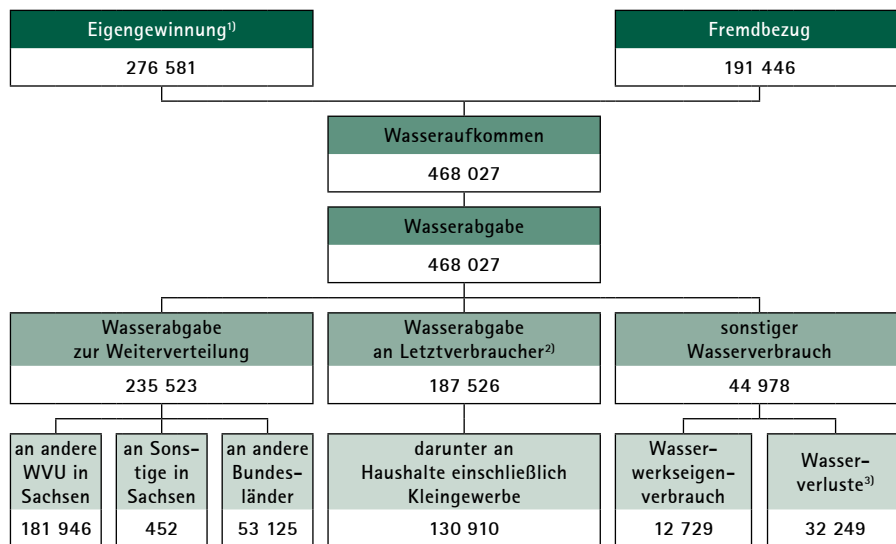 Eigengewinnung1)
276 581
Fremdbezug
191 446
Wasseraufkommen
468 027
Wasserabgabe
468 027
Wasserabgabe
zur Weiterverteilung
235 523
Wasserabgabe
an Letztverbraucher2)
187 526
sonstiger
Wasserverbrauch
44 978
an andere
WVU in
Sachsen
181 946
an Sons-
tige in
Sachsen
452
an andere
Bundes-
länder
53 125
darunter an
Haushalte einschließlich
Kleingewerbe
130 910
Wasser-
werkseigen-
verbrauch
12 729
Wasser-
verluste3)
32 249